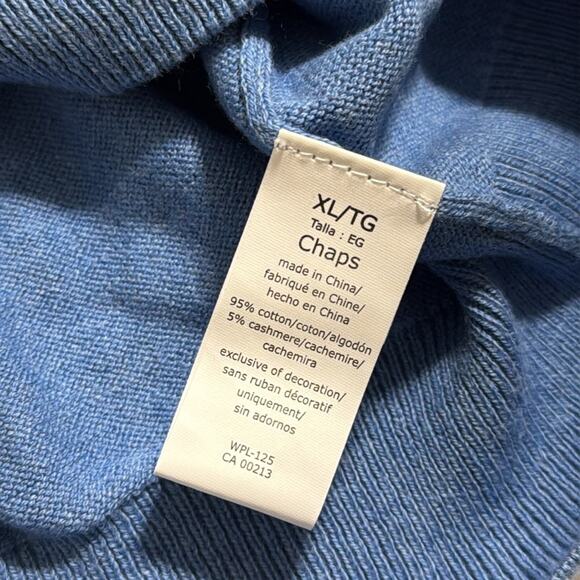 XL/TG
Talla : EG
Chaps
made in China/
fabriqué en Chine/
hecho en China
95% cotton/coton/algodón
5% cashmere/cachemire/
cachemira
exclusive of decoration/
sans ruban décoratif
uniquement/
sin adornos
WPL-125
CA 00213